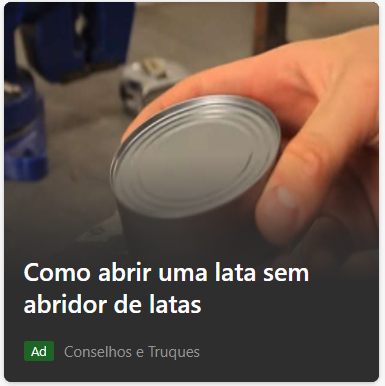 Como abrir uma lata sem
abridor de latas
Ad Conselhos e Truques